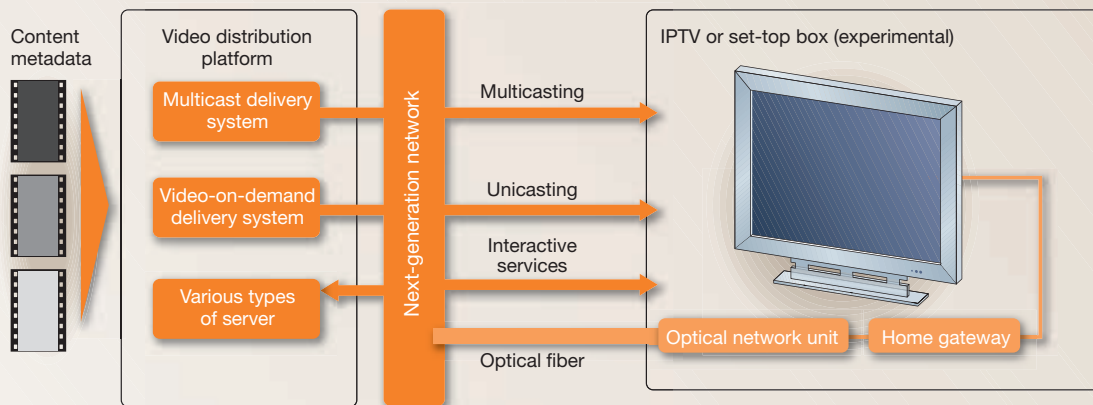 Content
metadata
Video distribution
platform
Multicast delivery
system
Video-on-demand
delivery system
Various types
of server
Next-generation network
Multicasting
Unicasting
Interactive
services
Optical fiber
IPTV or set-top box (experimental)
Optical network unit
Home gateway